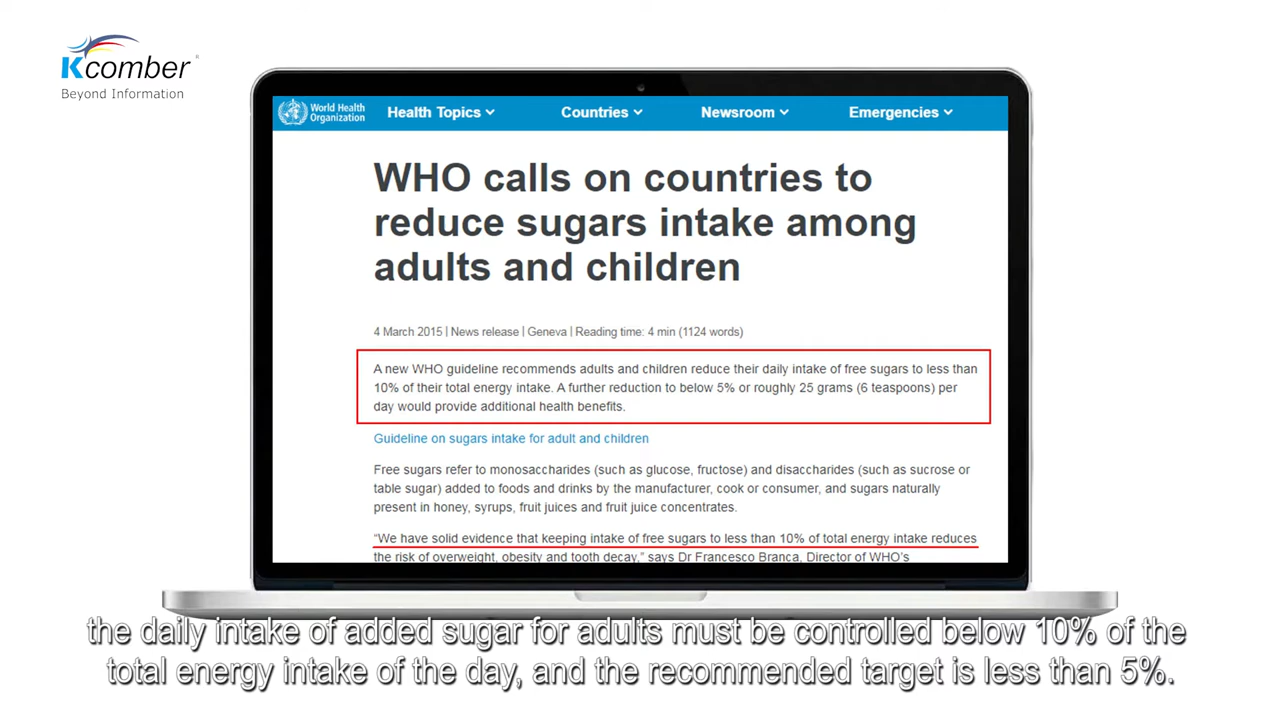 Kcomber
Beyond Information
World Health
Organization
Health Topics
Countries
Newsroom
Emergencies
WHO calls on countries to
reduce sugars intake among
adults and children
4 March 2015 | News release | Geneva | Reading time: 4 min (1124 words)
A new WHO guideline recommends adults and children reduce their daily intake of free sugars to less than
10% of their total energy intake. A further reduction to below 5% or roughly 25 grams (6 teaspoons) per
day would provide additional health benefits.
Guideline on sugars intake for adult and children
Free sugars refer to monosaccharides (such as glucose, fructose) and disaccharides (such as sucrose or
table sugar) added to foods and drinks by the manufacturer, cook or consumer, and sugars naturally
present in honey, syrups, fruit juices and fruit juice concentrates.
“We have solid evidence that keeping intake of free sugars to less than 10% of total energy intake reduces
the risk of overweight, obesity and tooth decay,” says Dr Francesco Branca, Director of WHO’s
the daily intake of added sugar for adults must be controlled below 10% of the
total energy intake of the day, and the recommended target is less than 5%.